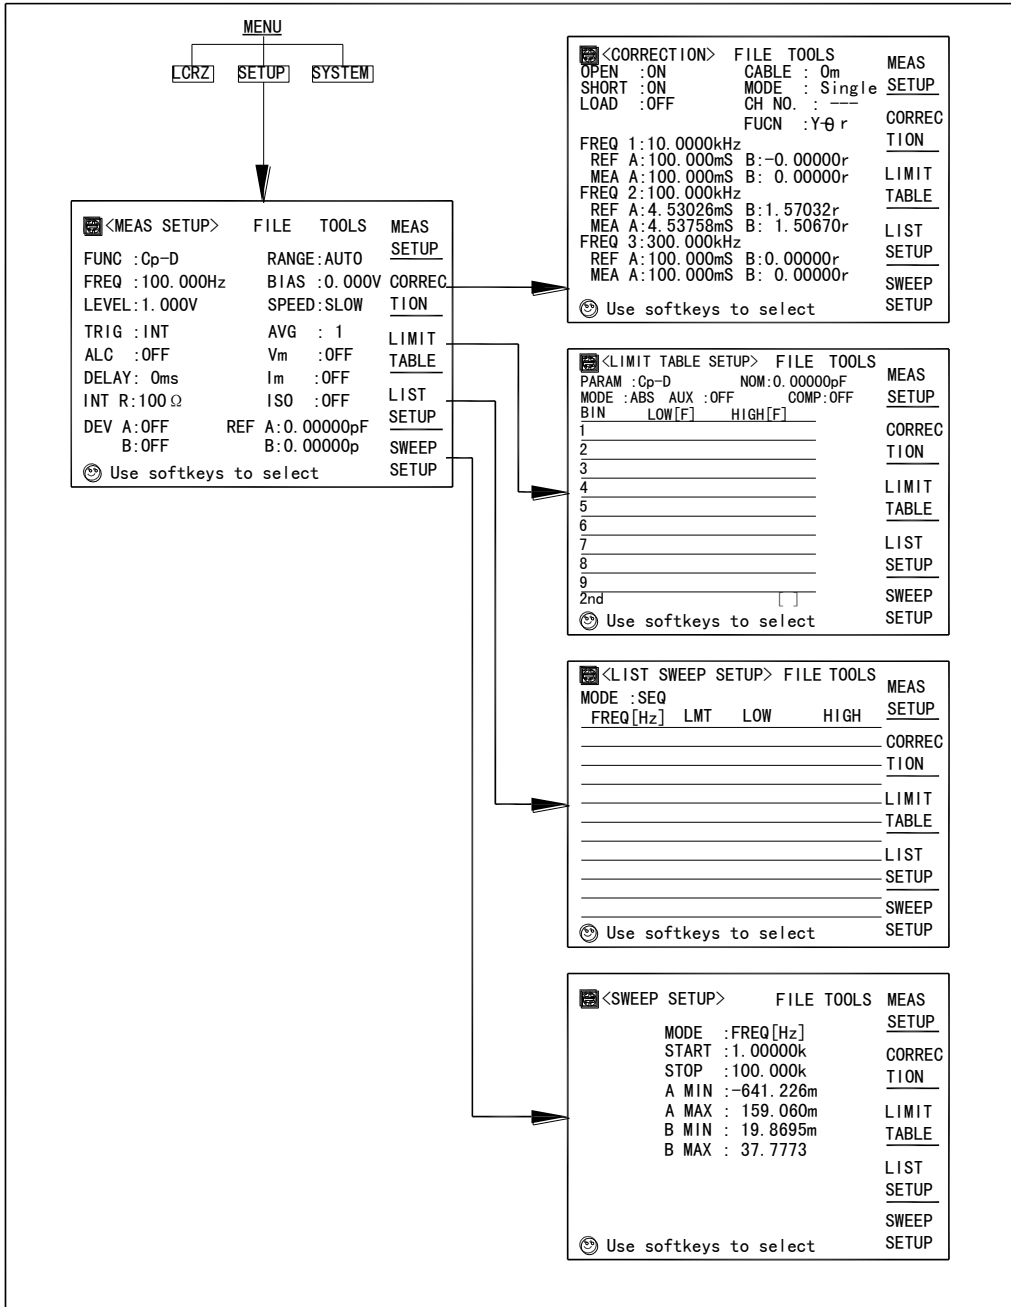 MENU
LCRZ SETUP SYSTEM
<MEAS SETUP> FILE TOOLS
FUNC :Cp-D RANGE:AUTO
FREQ :100.000Hz BIAS :0.000V
LEVEL:1.000V SPEED:SLOW
TRIG :INT AVG : 1
ALC :OFF Vm :OFF
DELAY: 0ms Im :OFF
INT R:100Ω ISO :OFF
DEV A:OFF REF A:0.00000pF
B:OFF B:0.00000p
Use softkeys to select
MEAS
SETUP
CORREC
TION
LIMIT
TABLE
LIST
SETUP
SWEEP
SETUP
<CORRECTION> FILE TOOLS
OPEN :ON CABLE : 0m
SHORT :ON MODE : Single
LOAD :OFF CH NO. : ---
FUCN :Y-θ r
FREQ 1:10.0000kHz
REF A:100.000mS B:-0.00000r
MEA A:100.000mS B: 0.00000r
FREQ 2:100.000kHz
REF A:4.53026mS B:1.57032r
MEA A:4.53758mS B: 1.50670r
FREQ 3:300.000kHz
REF A:100.000mS B:0.00000r
MEA A:100.000mS B: 0.00000r
Use softkeys to select
MEAS
SETUP
CORREC
TION
LIMIT
TABLE
LIST
SETUP
SWEEP
SETUP
<LIMIT TABLE SETUP> FILE TOOLS
PARAM :Cp-D NOM:0.00000pF
MODE :ABS AUX :OFF COMP:OFF
BIN LOW[F] HIGH[F]
1
2
3
4
5
6
7
8
9
2nd [ ]
Use softkeys to select
MEAS
SETUP
CORREC
TION
LIMIT
TABLE
LIST
SETUP
SWEEP
SETUP
<LIST SWEEP SETUP> FILE TOOLS
MODE :SEQ
FREQ[Hz] LMT LOW HIGH
Use softkeys to select
MEAS
SETUP
CORREC
TION
LIMIT
TABLE
LIST
SETUP
SWEEP
SETUP
<SWEEP SETUP> FILE TOOLS
MODE :FREQ[Hz]
START :1.00000k
STOP :100.000k
A MIN :-641.226m
A MAX : 159.060m
B MIN : 19.8695m
B MAX : 37.7773
Use softkeys to select
MEAS
SETUP
CORREC
TION
LIMIT
TABLE
LIST
SETUP
SWEEP
SETUP